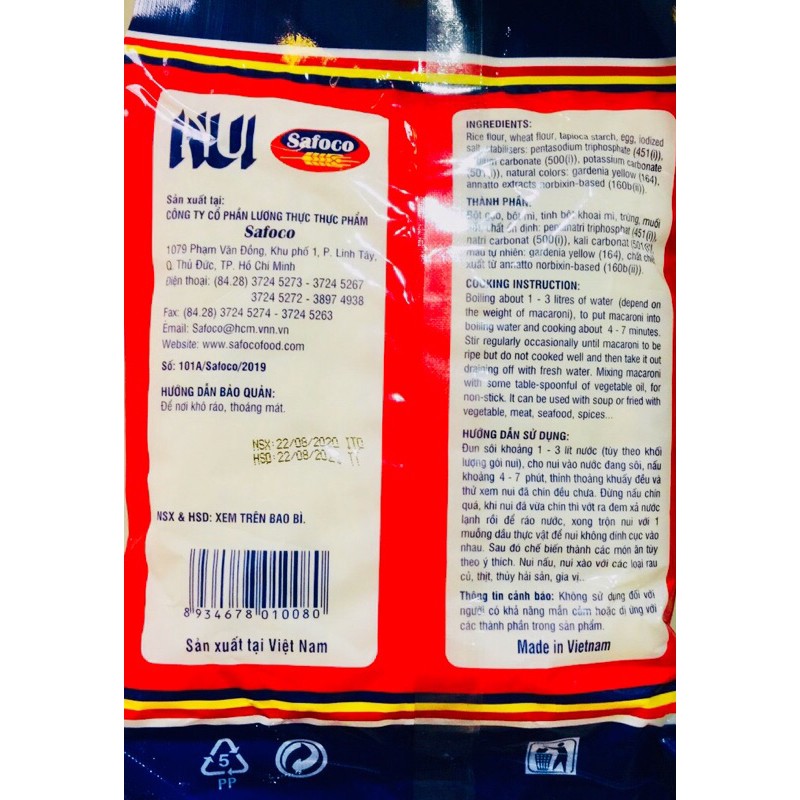 NUI
Safoco
Sản xuất tại:
CÔNG TY CỔ PHẦN LƯƠNG THỰC THỰC PHẨM
Safoco
1079 Phạm Văn Đồng, Khu phố 1, P. Linh Tây,
Q. Thủ Đức, TP. Hồ Chí Minh
Điện thoại: (84.28) 3724 5273 - 3724 5267
3724 5272 - 3897 4938
Fax: (84.28) 3724 5274 - 3724 5263
Email: Safoco@hcm.vnn.vn
Website: www.safocofood.com
Số: 101A/Safoco/2019
HƯỚNG DẪN BẢO QUẢN:
Để nơi khô ráo, thoáng mát.
NSX:22/08/2020
HSD:22/08/
NSX & HSD: XEM TRÊN BAO BÌ.
8 934678 010080
Sản xuất tại Việt Nam
INGREDIENTS:
Rice flour, wheat flour, tapioca starch, egg, iodized
salt, stabilisers: pentasodium triphosphate (451(i)),
carbonate (500(i)), potassium carbonate
(501(i)), natural colors: gardenia yellow (164),
annatto extracts norbixin-based (160b(ii)).
THÀNH PHẦN:
Bột gạo, bột mì, tinh bột khoai mì, trứng, muối
chất ổn định: pentanatri triphosphat (451(i)),
natri carbonat (500(i)), kali carbonat (501(i)),
màu tự nhiên: gardenia yellow (164), chất chiết
xuất từ annatto norbixin-based (160b(ii)).
COOKING INSTRUCTION:
Boiling about 1 - 3 litres of water (depend on
the weight of macaroni), to put macaroni into
boiling water and cooking about 4 - 7 minutes.
Stir regularly occasionally until macaroni to be
ripe but do not cooked well and then take it out
draining off with fresh water. Mixing macaroni
with some table-spoonful of vegetable oil, for
non-stick. It can be used with soup or fried with
vegetable, meat, seafood, spices...
HƯỚNG DẪN SỬ DỤNG:
Đun sôi khoảng 1 - 3 lít nước (tùy theo khối
lượng gói nui), cho nui vào nước đang sôi, nấu
khoảng 4 - 7 phút, thỉnh thoảng khuấy đều và
thử xem nui đã chín đều chưa. Đừng nấu chín
quá, khi nui đã vừa chín thì vớt ra đem xả nước
lạnh rồi để ráo nước, xong trộn nui với 1
muỗng dầu thực vật để nui không dính cục vào
nhau. Sau đó chế biến thành các món ăn tùy
theo ý thích. Nui nấu, nui xào với các loại rau
củ, thịt, thủy hải sản, gia vị..
Thông tin cảnh báo: Không sử dụng đối với
người có khả năng mẫn cảm hoặc dị ứng với
các thành phần trong sản phẩm.
Made in Vietnam
5
PP